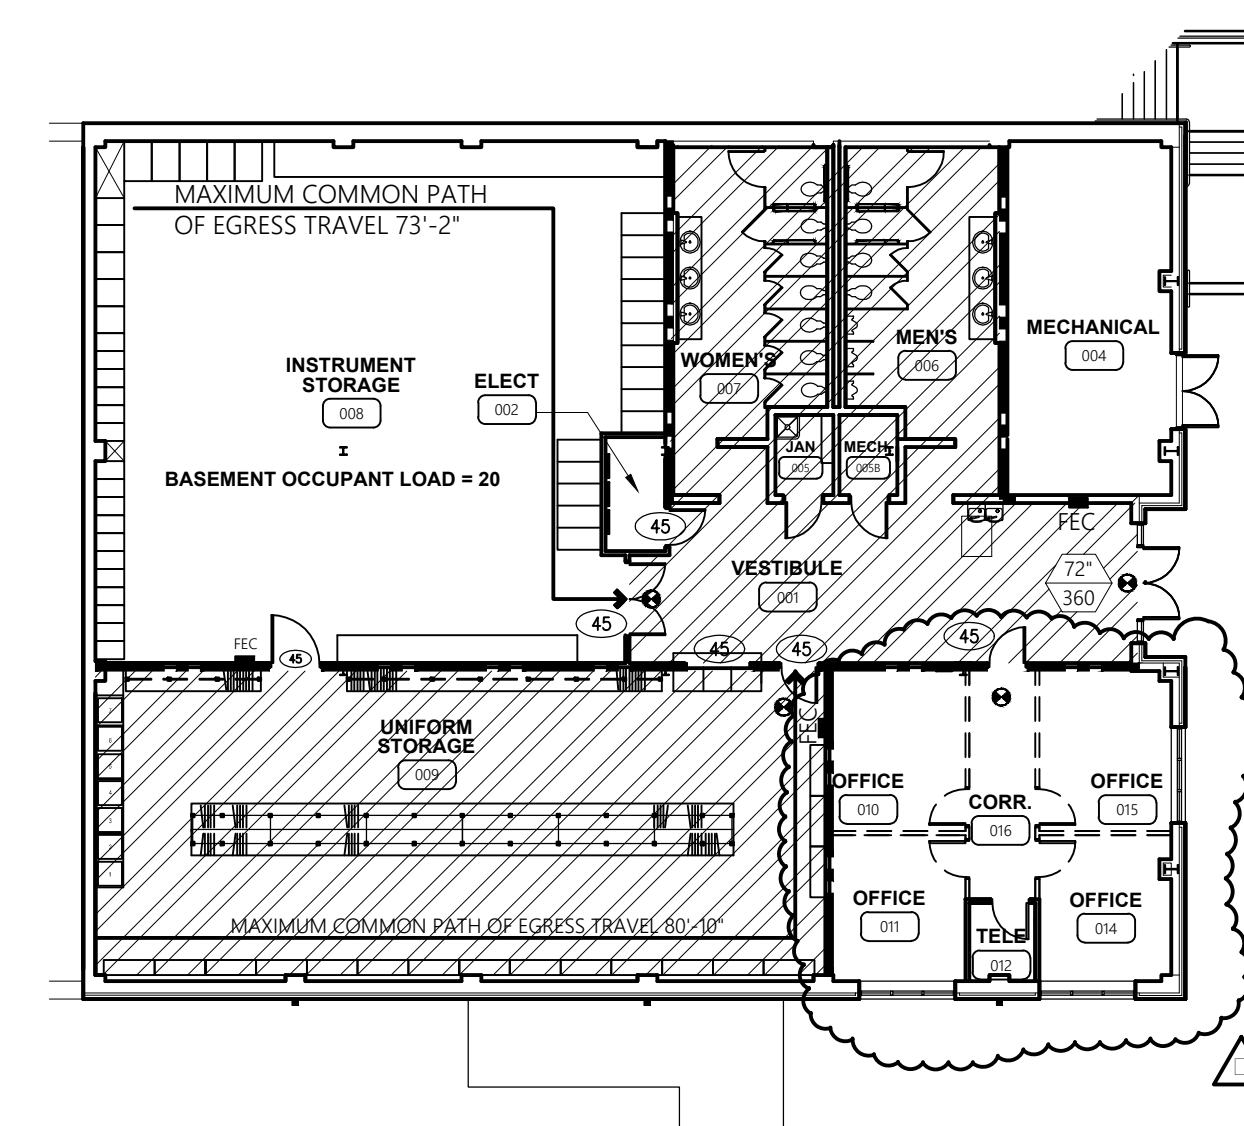 MAXIMUM COMMON PATH
OF EGRESS TRAVEL 73'-2"
MECHANICAL
004
MEN'S
006
WOMEN'S
007
INSTRUMENT
STORAGE
008
ELECT
002
JAN
005
MECH.
005B
BASEMENT OCCUPANT LOAD = 20
45
FEC
VESTIBULE
001
72"
360
45
45
45
45
FEC
45
UNIFORM
STORAGE
009
FEC
OFFICE
010
CORR.
016
OFFICE
015
OFFICE
011
OFFICE
014
MAXIMUM COMMON PATH OF EGRESS TRAVEL 80'-10"
TELE
012